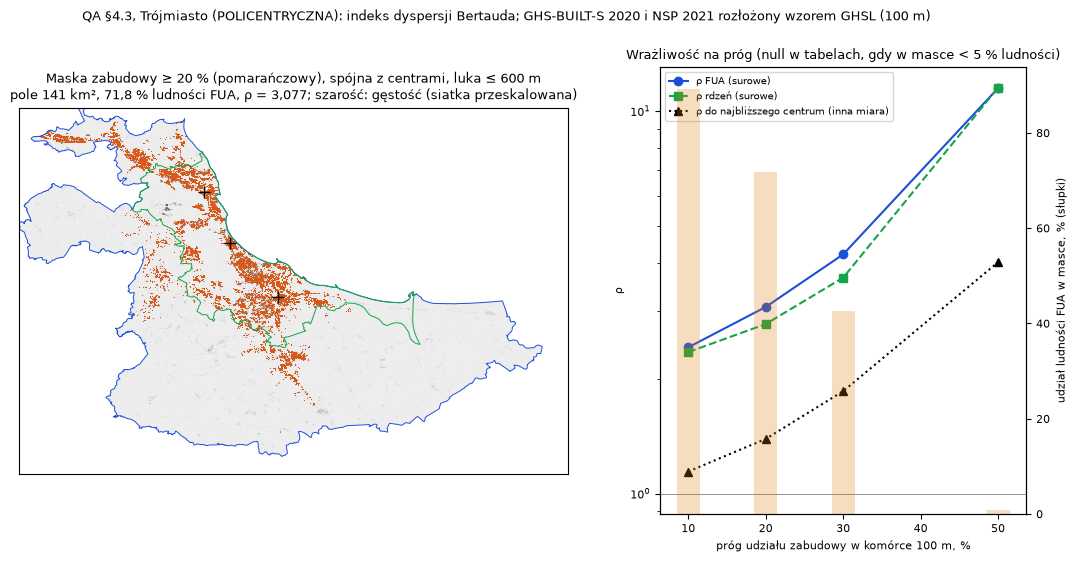 QA §4.3, Trójmiasto (POLICENTRYCZNA): indeks dyspersji Bertauda; GHS-BUILT-S 2020 i NSP 2021 rozłożony wzorem GHSL (100 m)
Maska zabudowy ≥ 20 % (pomarańczowy), spójna z centrami, luka ≤ 600 m
pole 141 km², 71,8 % ludności FUA, ρ = 3,077; szarość: gęstość (siatka przeskalowana)
Wrażliwość na próg (null w tabelach, gdy w masce < 5 % ludności)
ρ FUA (surowe)
ρ rdzeń (surowe)
ρ do najbliższego centrum (inna miara)
10¹
10⁰
ρ
80
60
40
20
0
udział ludności FUA w masce, % (słupki)
10 20 30 40 50
próg udziału zabudowy w komórce 100 m, %